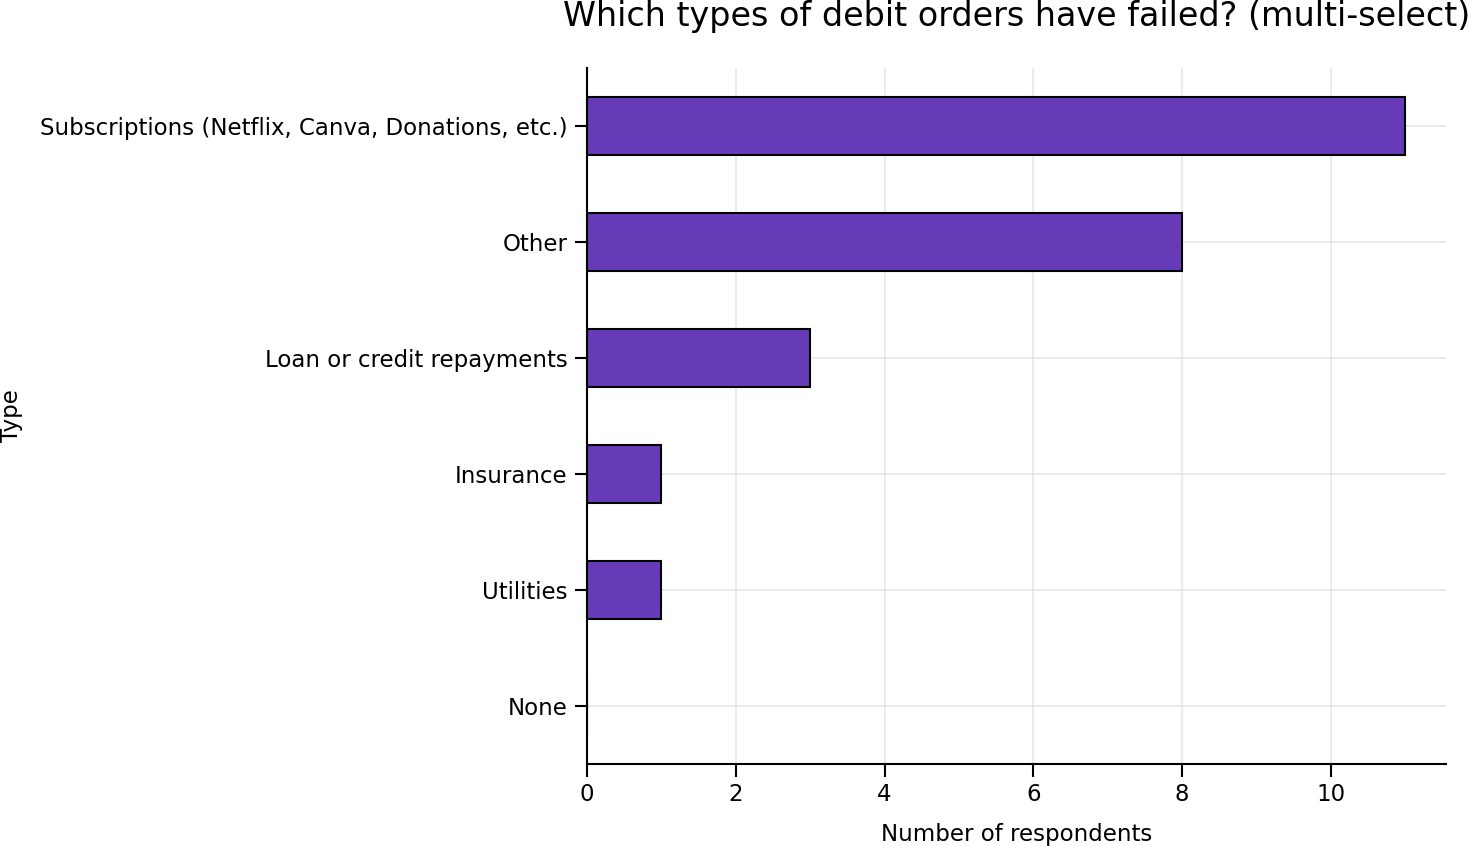 Which types of debit orders have failed? (multi-select)
Subscriptions (Netflix, Canva, Donations, etc.)
Other
Loan or credit repayments
Insurance
Utilities
None
Type
0 2 4 6 8 10
Number of respondents